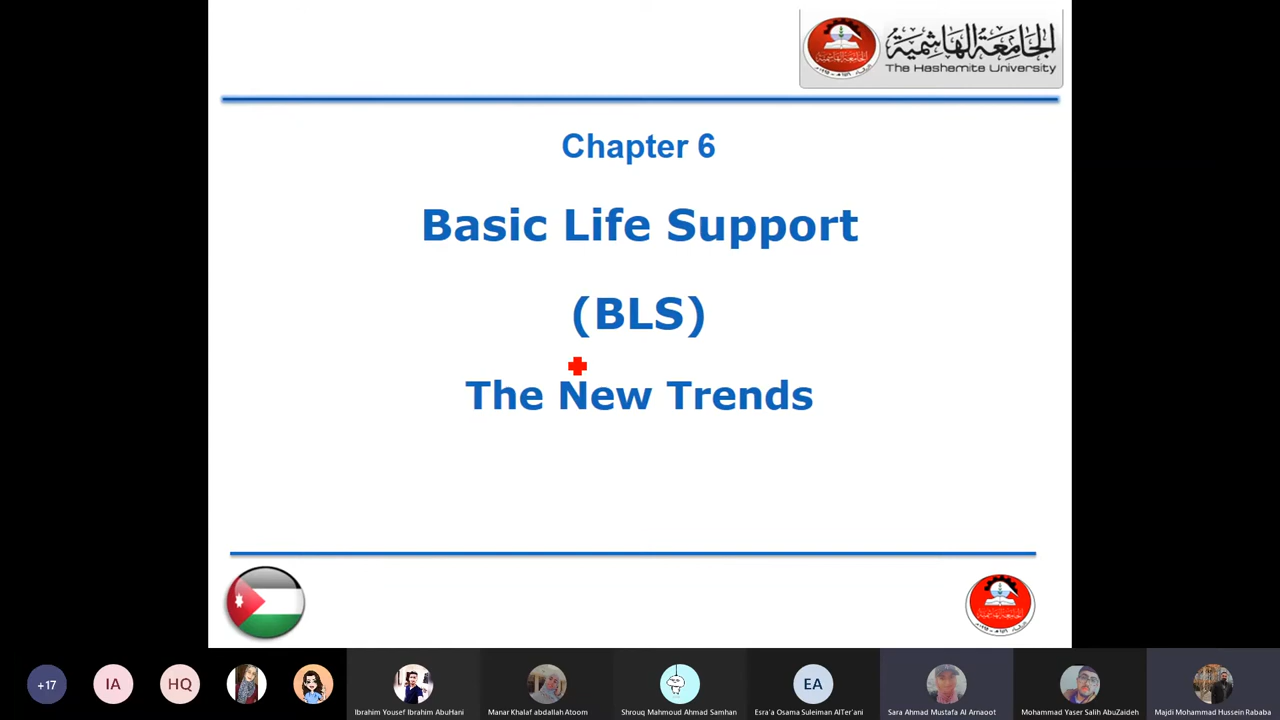 الجامعة الهاشمية
The Hashemite University
Chapter 6
Basic Life Support
(BLS)
The New Trends
+17
IA
HQ
EA
Ibrahim Yousef Ibrahim AbuHani
Manar Khalaf abdallah Atoom
Shrouq Mahmoud Ahmad Samhan
Esra'a Osama Suleiman AlTer'ani
Sara Ahmad Mustafa Al Arnaoot
Mohammad Yaser Salih AbuZaideh
Majdi Mohammad Hussein Rababa